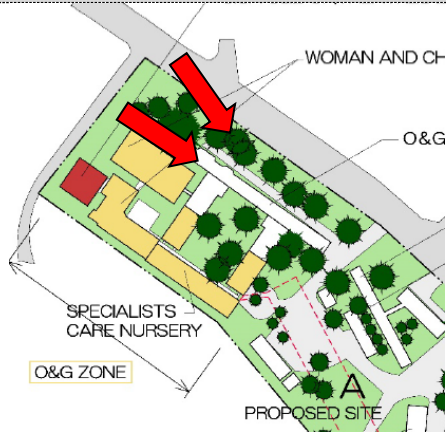 WOMAN AND CH
O&G
SPECIALISTS
CARE NURSERY
O&G ZONE
A
PROPOSED SITE